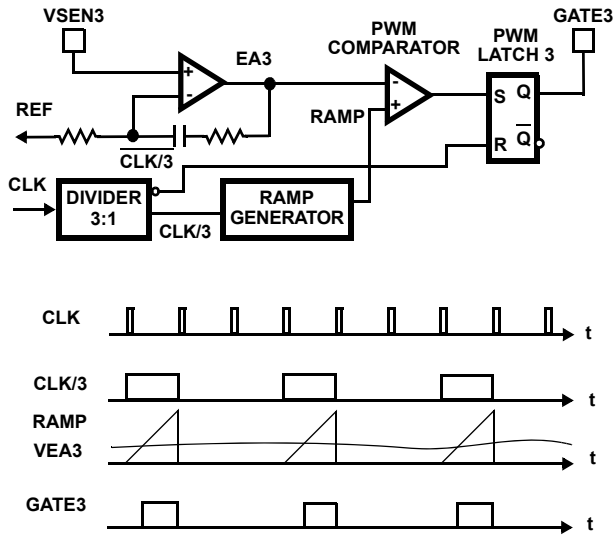 VSEN3
GATE3
EA3
PWM
COMPARATOR
PWM
LATCH 3
+
-
-
+
S Q
R Q
REF
RAMP
CLK/3
CLK
DIVIDER
3:1
RAMP
GENERATOR
CLK/3
CLK
t
CLK/3
t
RAMP
VEA3
t
GATE3
t